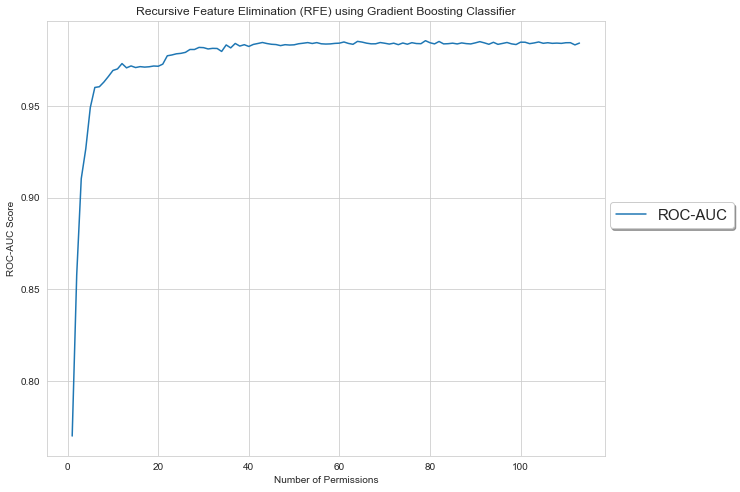 Recursive Feature Elimination (RFE) using Gradient Boosting Classifier
0.95
0.90
0.85
0.80
ROC-AUC Score
0 20 40 60 80 100
Number of Permissions
ROC-AUC